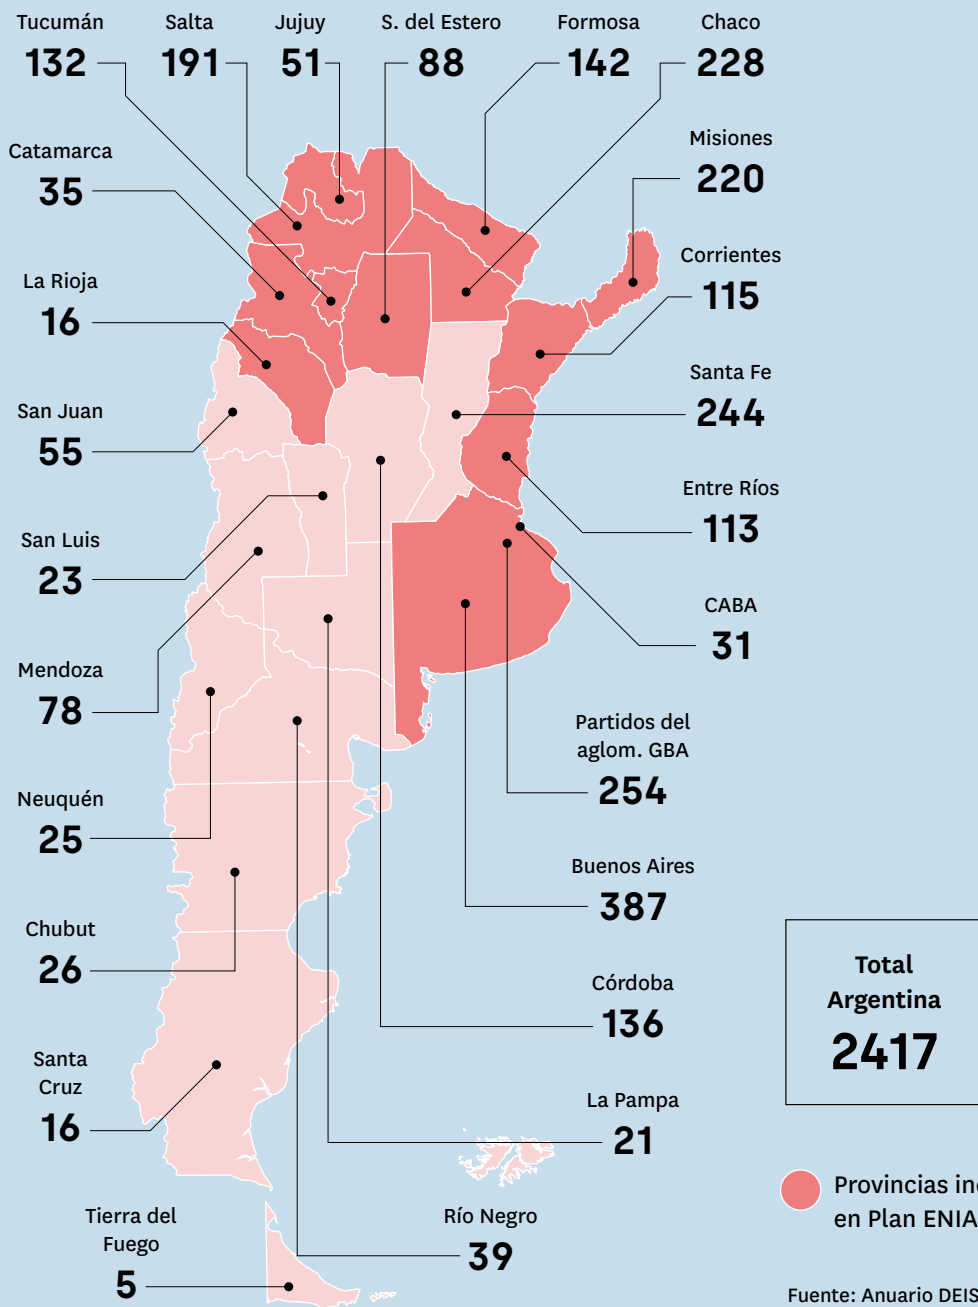 Tucumán
132
Salta
191
Jujuy
51
S. del Estero
88
Formosa
142
Chaco
228
Catamarca
35
Misiones
220
La Rioja
16
Corrientes
115
San Juan
55
Santa Fe
244
San Luis
23
Entre Ríos
113
Mendoza
78
CABA
31
Neuquén
25
Partidos del
aglom. GBA
254
Chubut
26
Buenos Aires
387
Santa
Cruz
16
Córdoba
136
Total
Argentina
2417
La Pampa
21
Tierra del
Fuego
5
Río Negro
39
Provincias
en Plan ENIA
Fuente: Anuario DEIS